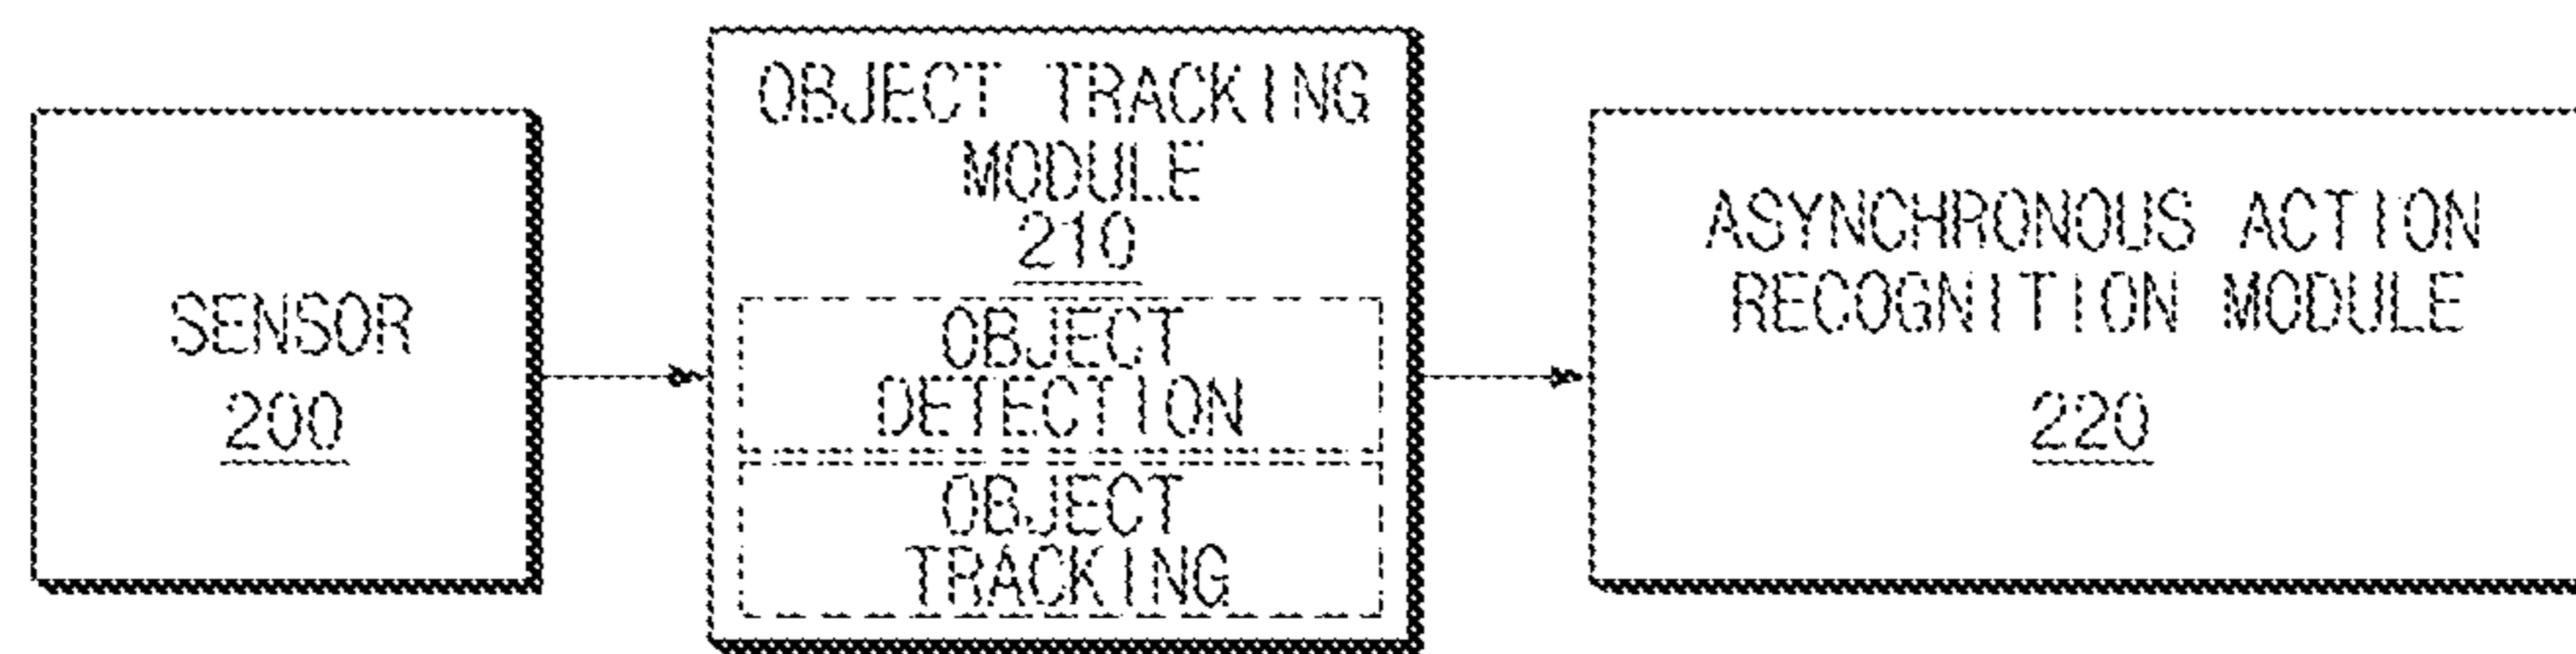 SENSOR
200
OBJECT TRACKING
MODULE
210
OBJECT
DETECTION
OBJECT
TRACKING
ASYNCHRONOUS ACTION
RECOGNITION MODULE
220